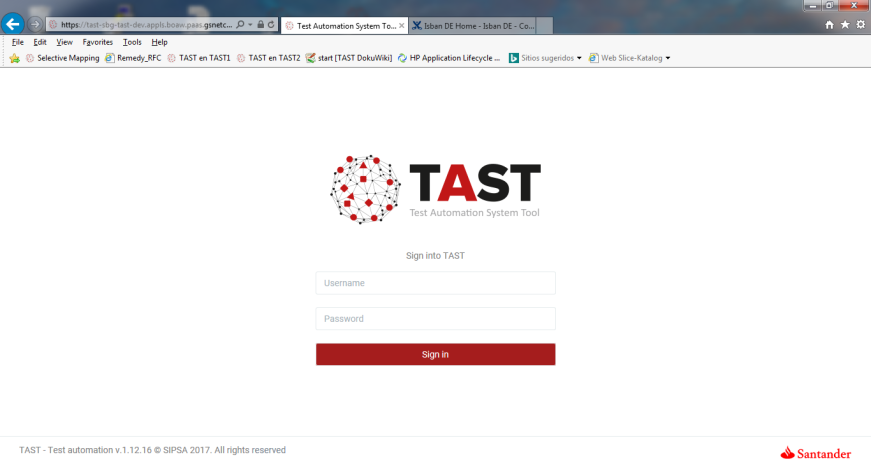 https://tast-sbg-tast-dev.appls.boaw.paas.gsnetc...
Test Automation System To...
Isban DE Home - Isban DE - Co...
File Edit View Favorites Tools Help
Selective Mapping Remedy_RFC TAST en TAST1 TAST en TAST2 start [TAST DokuWiki] HP Application Lifecycle ... Sitios sugeridos Web Slice-Katalog
TAST
Test Automation System Tool
Sign into TAST
Username
Password
Sign in
TAST - Test automation v.1.12.16 © SIPSA 2017. All rights reserved
Santander